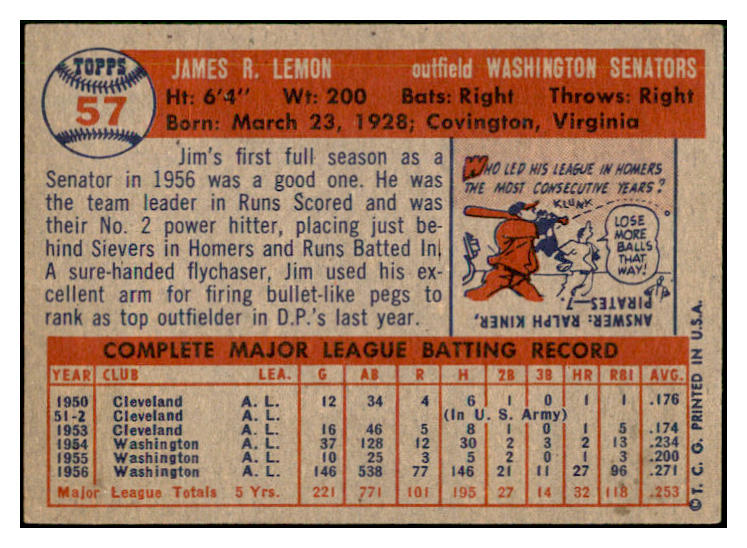 TOPPS
57
JAMES R. LEMON outfield WASHINGTON SENATORS
Ht: 6'4" Wt: 200 Bats: Right Throws: Right
Born: March 23, 1928; Covington, Virginia
Jim's first full season as a
Senator in 1956 was a good one. He was
the team leader in Runs Scored and was
their No. 2 power hitter, placing just be-
hind Sievers in Homers and Runs Batted In.
A sure-handed flychaser, Jim used his ex-
cellent arm for firing bullet-like pegs to
rank as top outfielder in D.P.'s last year.
WHO LED HIS LEAGUE IN HOMERS
THE MOST CONSECUTIVE YEARS?
KLUNK
LOSE
MORE
BALLS
THAT
WAY!
ANSWER: RALPH KINER,
PIRATES—
COMPLETE MAJOR LEAGUE BATTING RECORD
YEAR CLUB LEA. G AB R H 2B 3B HR RBI AVG.
1950 Cleveland A. L. 12 34 4 6 1 0 1 1 .176
51-2 Cleveland A. L. (In U. S. Army)
1953 Cleveland A. L. 16 46 5 8 1 0 1 5 .174
1954 Washington A. L. 37 128 12 30 2 3 2 13 .234
1955 Washington A. L. 10 25 3 5 2 0 1 3 .200
1956 Washington A. L. 146 538 77 146 21 11 27 96 .271
Major League Totals 5 Yrs. 221 771 101 195 27 14 32 118 .253
© T. C. G. PRINTED IN U.S.A.